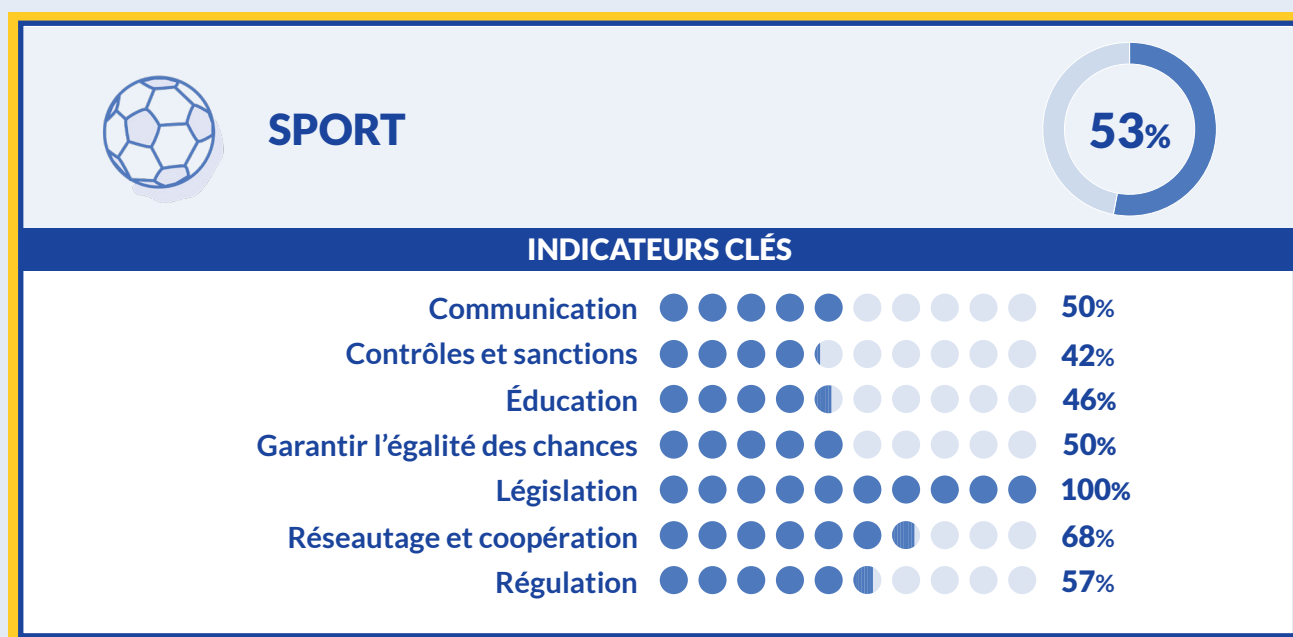 SPORT
53%
INDICATEURS CLÉS
Communication 50%
Contrôles et sanctions 42%
Éducation 46%
Garantir l’égalité des chances 50%
Législation 100%
Réseautage et coopération 68%
Régulation 57%